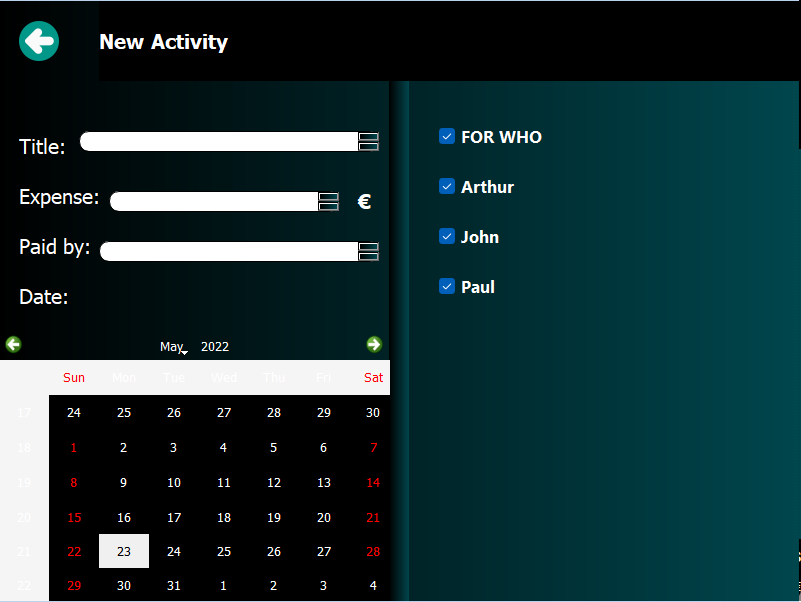 New Activity
Title:
Expense: €
Paid by:
Date:
May 2022
Sun Mon Tue Wed Thu Fri Sat
17 24 25 26 27 28 29 30
18 1 2 3 4 5 6 7
19 8 9 10 11 12 13 14
20 15 16 17 18 19 20 21
21 22 23 24 25 26 27 28
22 29 30 31 1 2 3 4
FOR WHO
Arthur
John
Paul